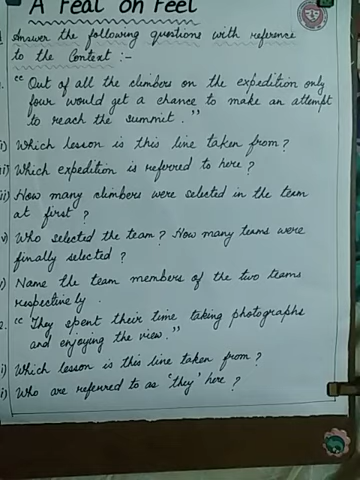 A Feat on Feet
Answer the following questions with reference
to the Context :-
"Out of all the climbers on the expedition only
four would get a chance to make an attempt
to reach the summit."
i) Which lesson is this line taken from?
ii) Which expedition is referred to here?
iii) How many climbers were selected in the team
at first?
v) Who selected the team? How many teams were
finally selected?
v) Name the team members of the two teams
respectively.
2. "They spent their time taking photographs
and enjoying the view."
i) Which lesson is this line taken from?
i) Who are referred to as 'they' here?